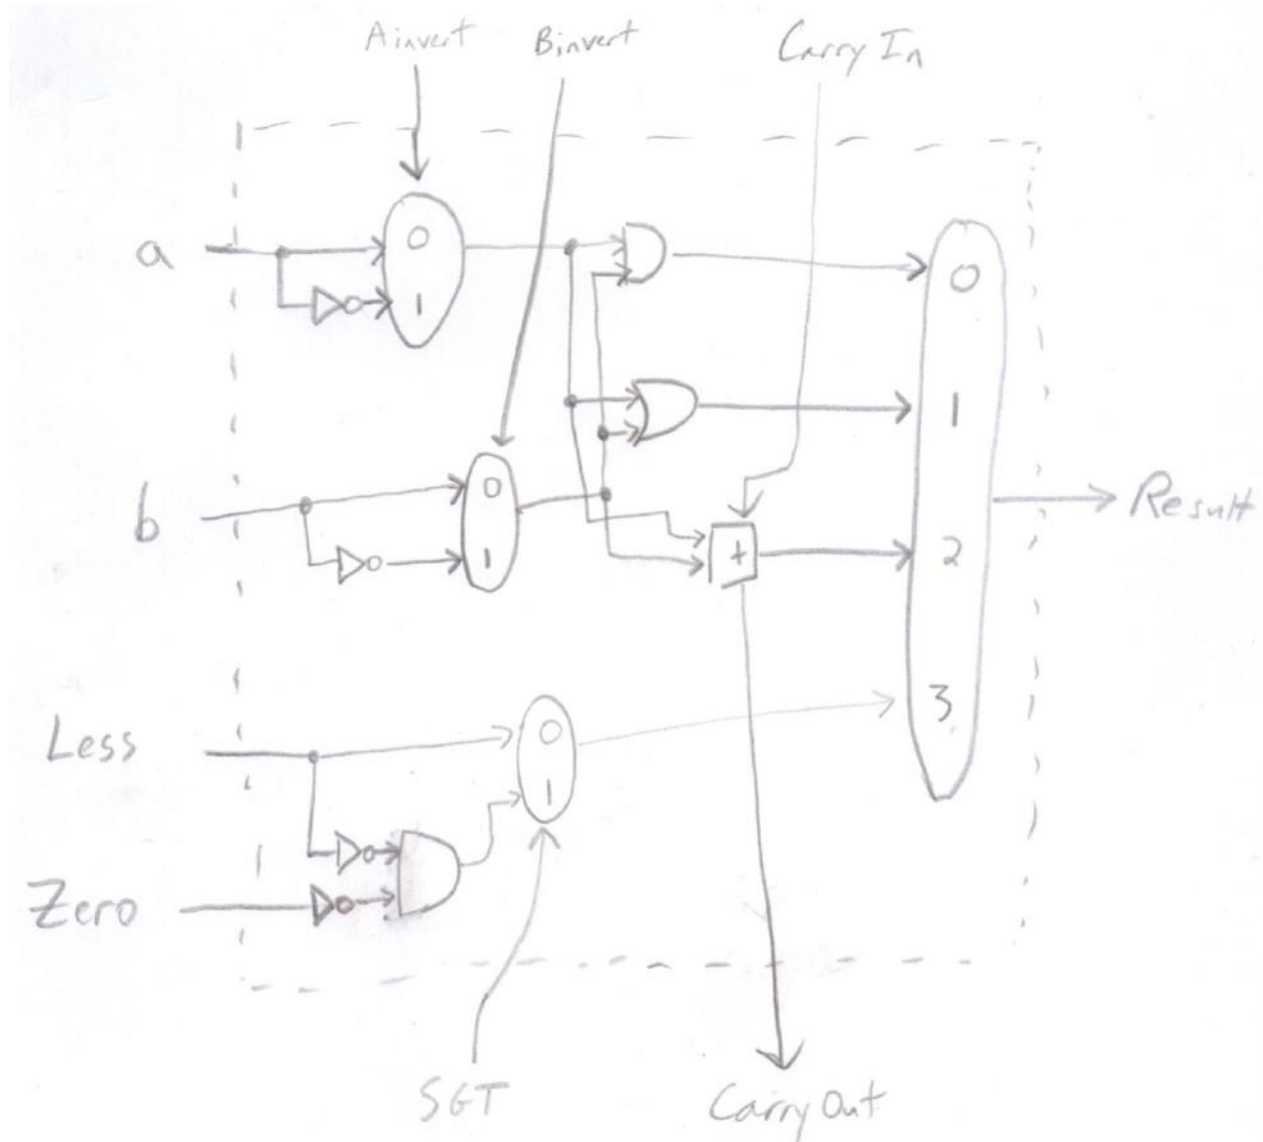 Ainvert
Binvert
Carry In
a
0
1
0
1
b
0
1
2
3
+
Result
Less
0
1
Zero
SGT
Carry Out